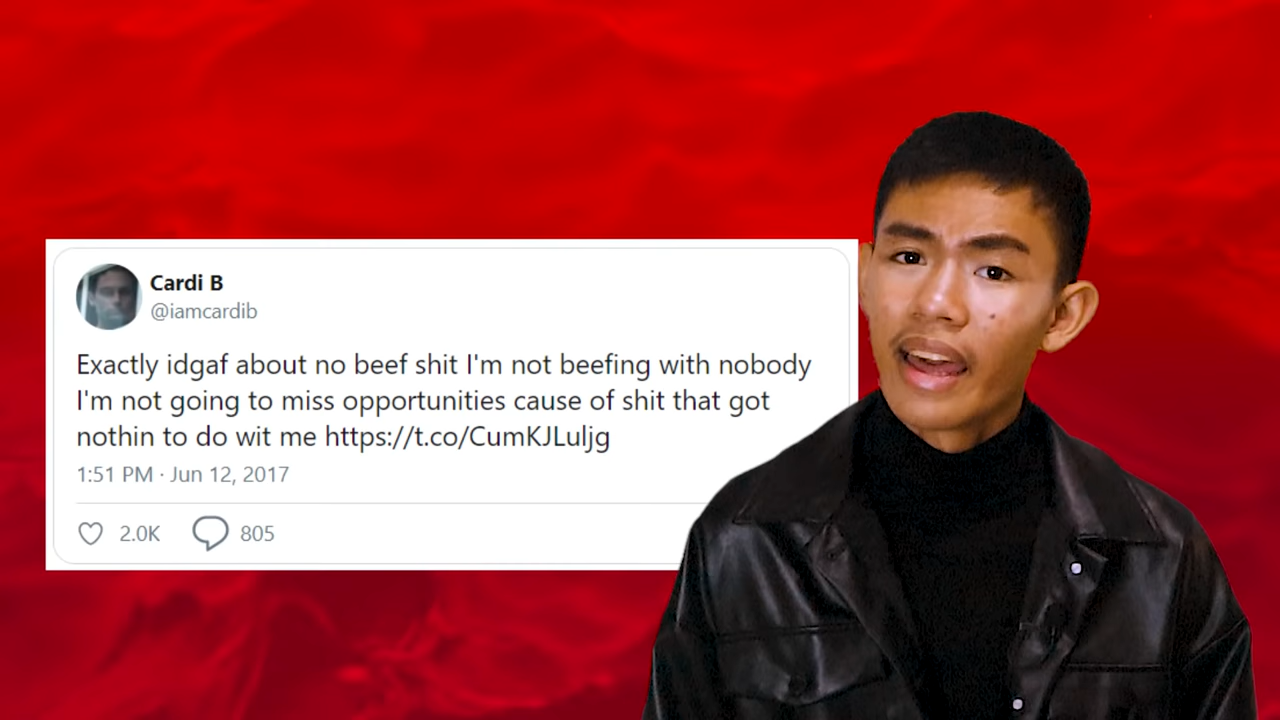 Cardi B
@iamcardib
Exactly idgaf about no beef shit I'm not beefing with nobody
I'm not going to miss opportunities cause of shit that got
nothin to do wit me https://t.co/CumKJLuljg
1:51 PM · Jun 12, 2017
2.0K 805